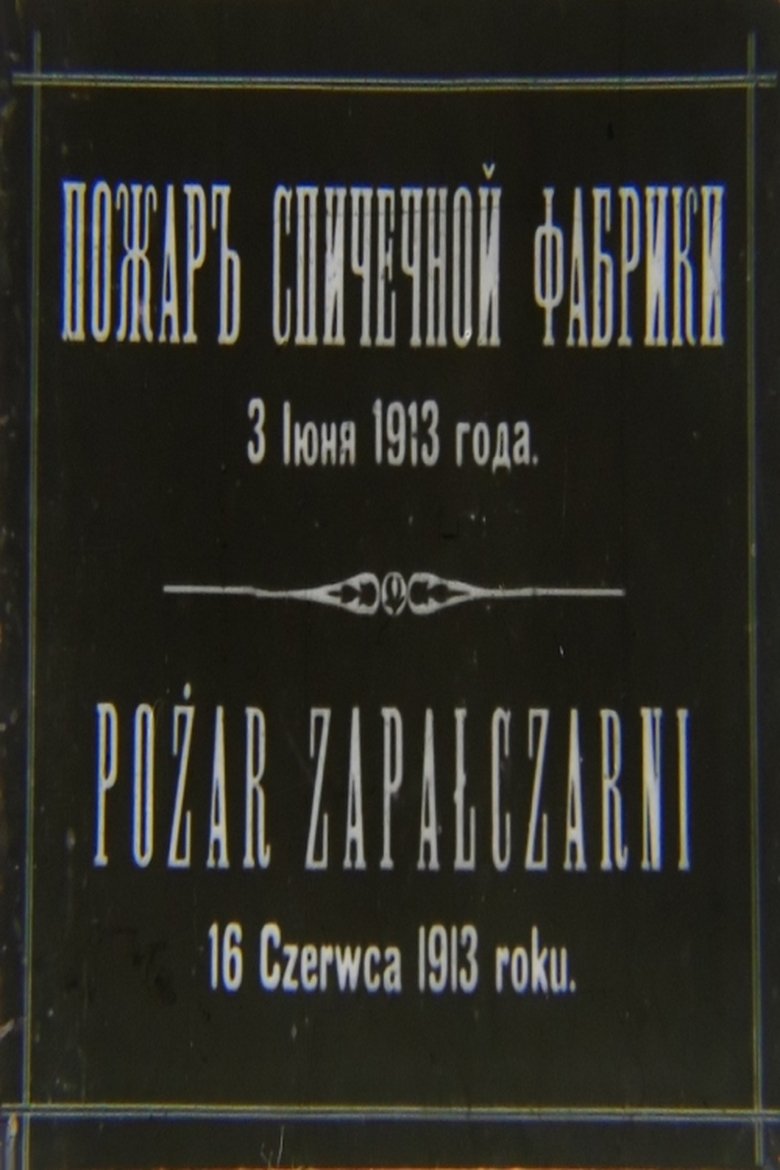 ПОЖАРЪ СПИЧЕЧНОЙ ФАБРИКИ
3 Іюня 1913 года.
POŻAR ZAPAŁCZARNI
16 Czerwca 1913 roku.